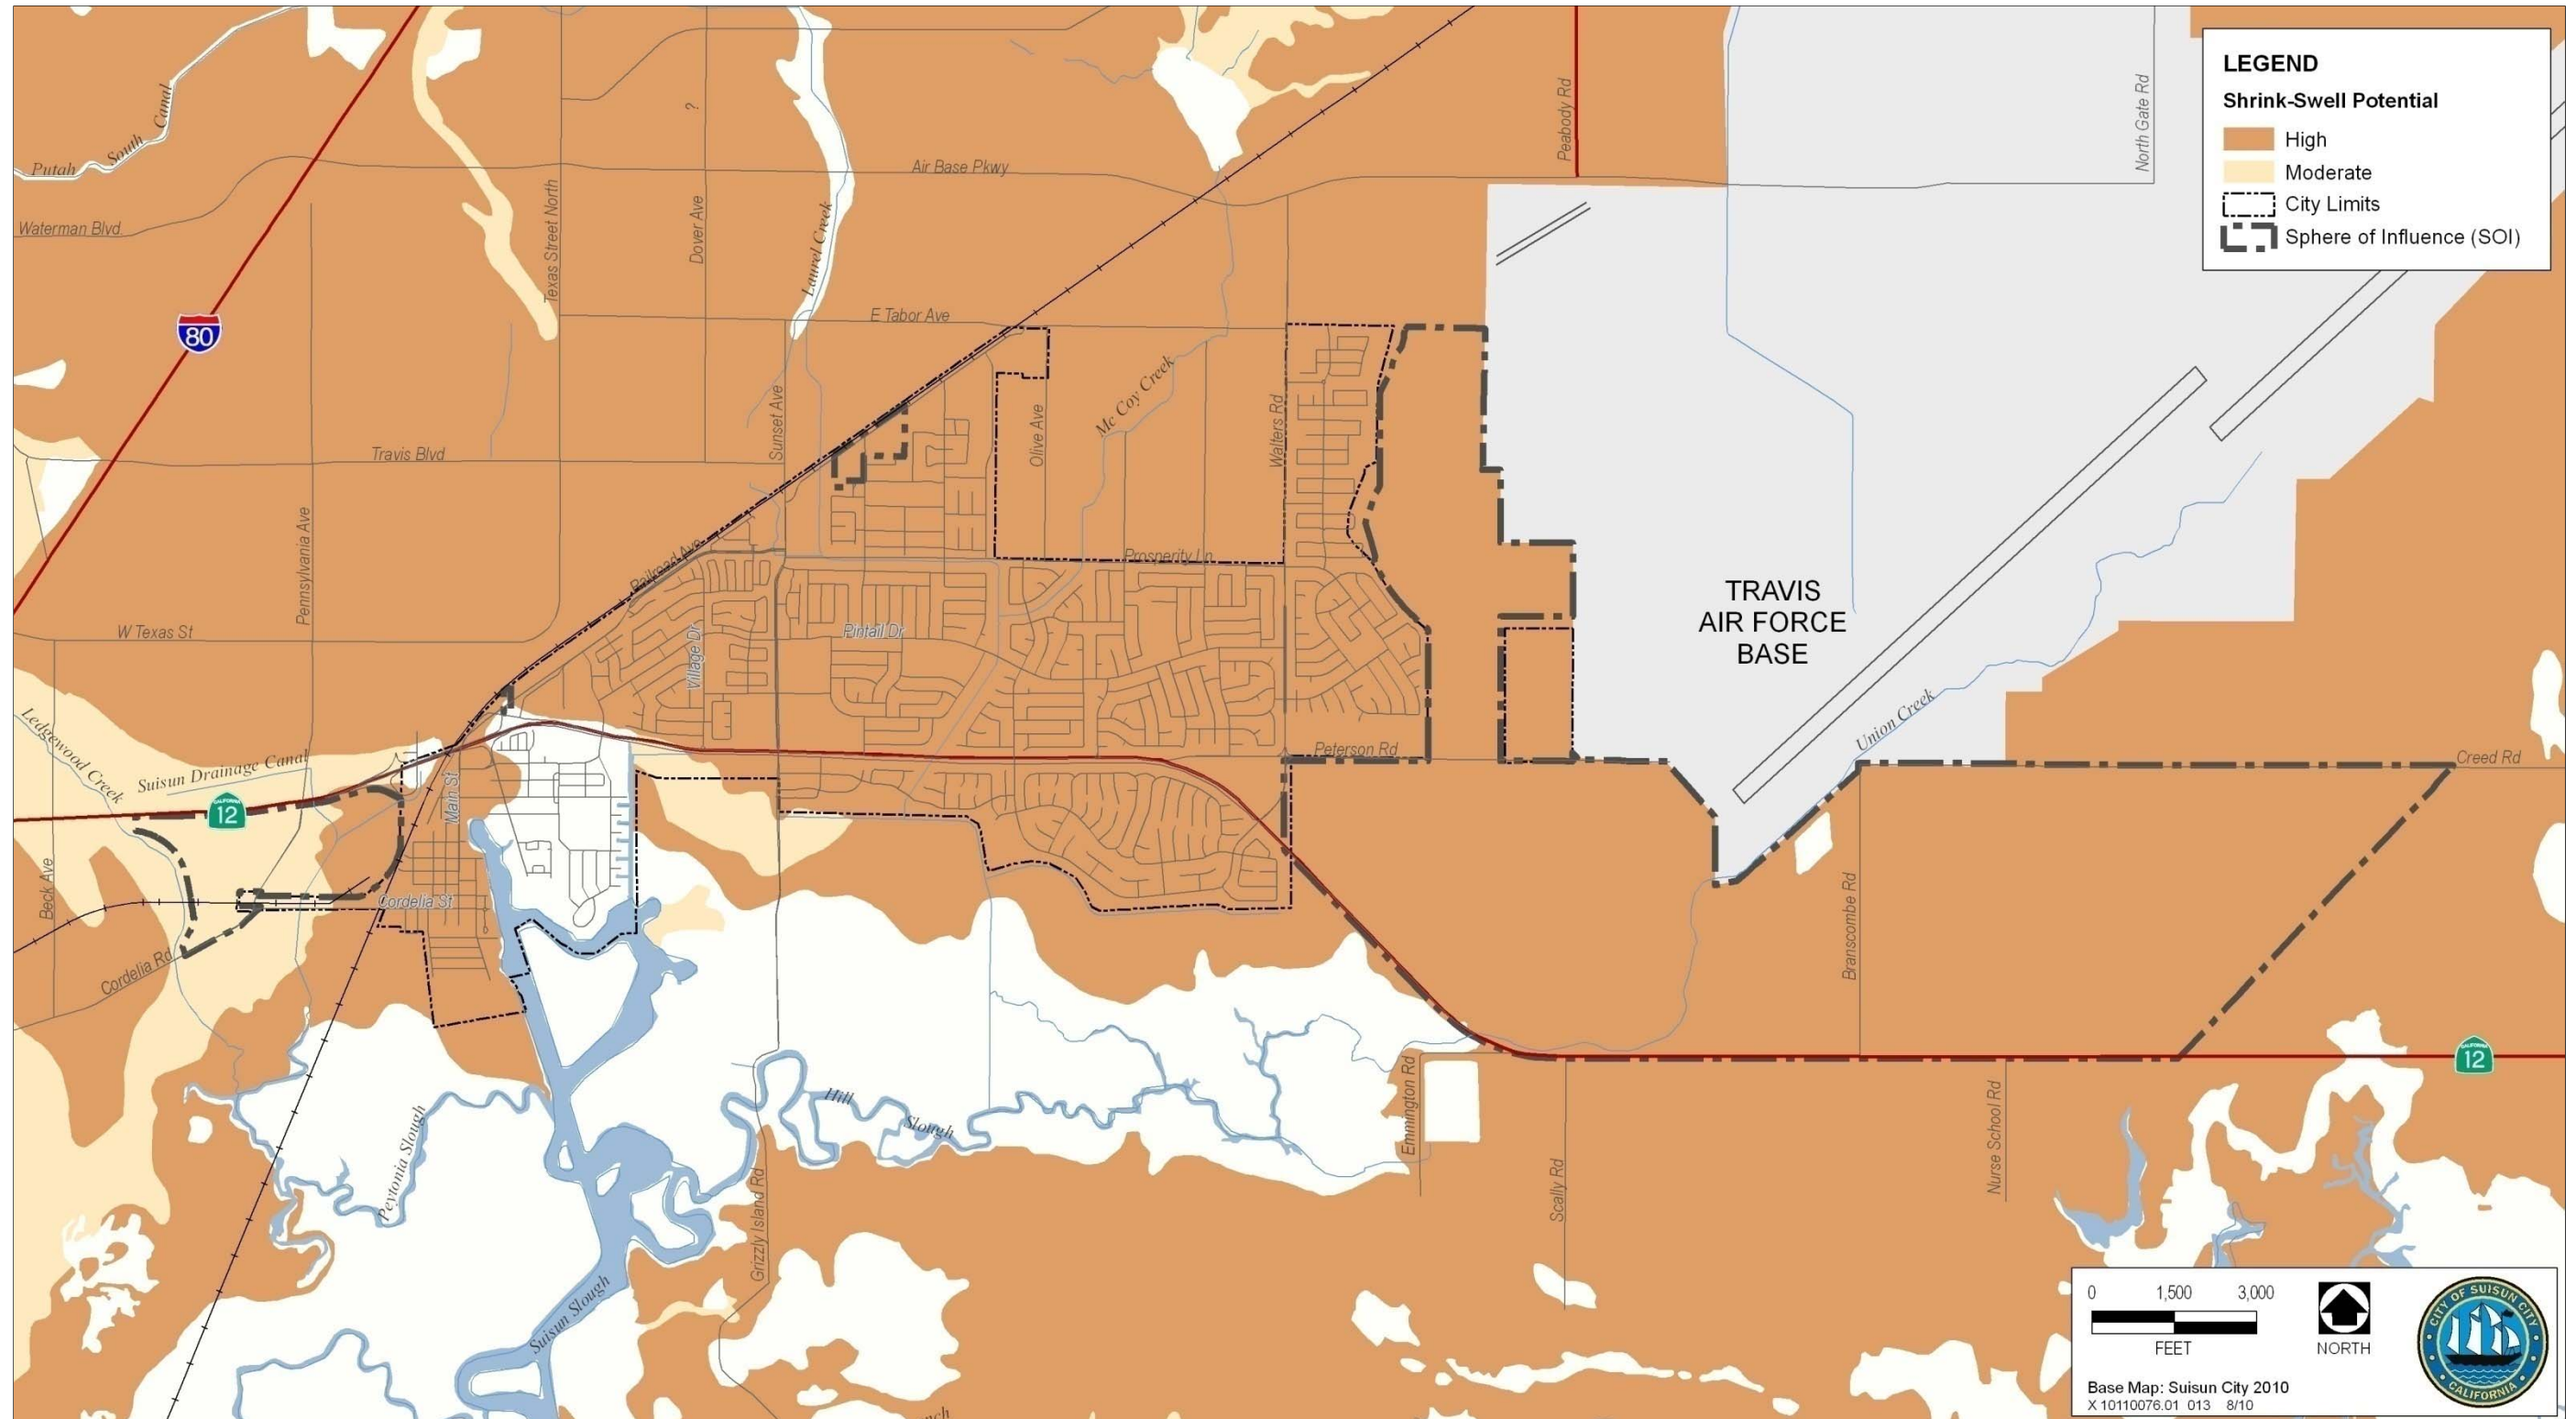 LEGEND
Shrink-Swell Potential
High
Moderate
City Limits
Sphere of Influence (SOI)
Putah South Canal
Waterman Blvd
80
Texas Street North
?
Dover Ave
Laurel Creek
Air Base Pkwy
Peabody Rd
North Gate Rd
E Tabor Ave
Travis Blvd
Pennsylvania Ave
Sunset Ave
Olive Ave
Mc Coy Creek
Walters Rd
Railroad Ave
Prosperity Ln
W Texas St
Village Dr
Pintail Dr
TRAVIS
AIR FORCE
BASE
Union Creek
Ledgewood Creek
Suisun Drainage Canal
CALIFORNIA
12
Main St
Peterson Rd
Creed Rd
Beck Ave
Cordelia St
Cordelia Rd
Branscombe Rd
Peytonia Slough
Hill Slough
Grizzly Island Rd
Emmington Rd
Scally Rd
Nurse School Rd
CALIFORNIA
12
Suisun Slough
0 1,500 3,000
FEET
NORTH
CITY OF SUISUN CITY
CALIFORNIA
Base Map: Suisun City 2010
X 10110076.01 013 8/10